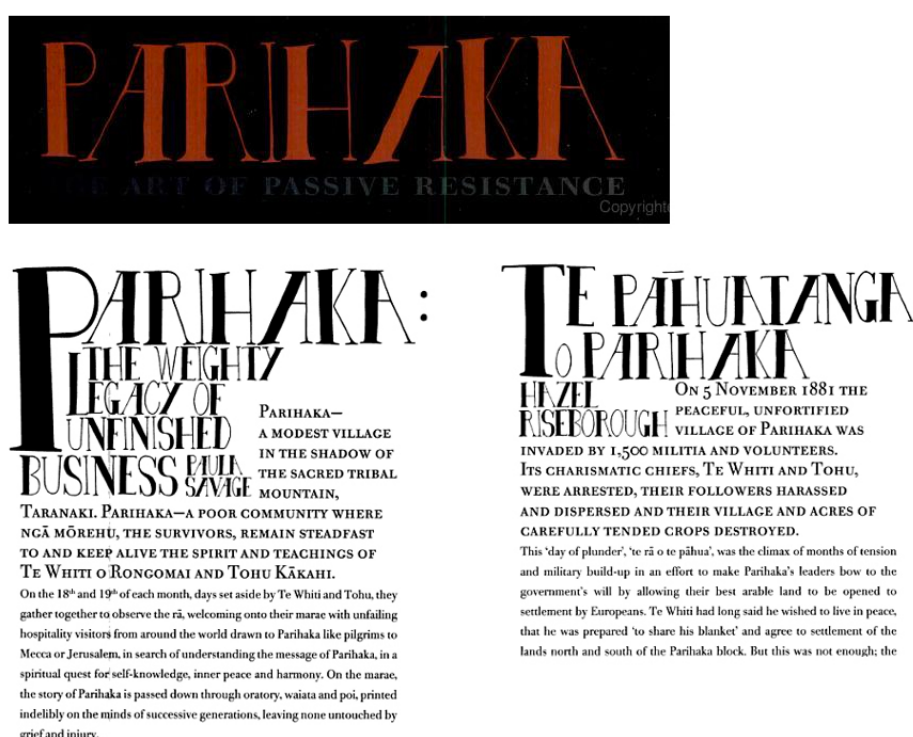 PARIHAKA
THE ART OF PASSIVE RESISTANCE
Copyrighte
PARIHAKA:
THE WEIGHTY
LEGACY OF
UNFINISHED
BUSINESS PAULA SAVAGE
PARIHAKA—
A MODEST VILLAGE
IN THE SHADOW OF
THE SACRED TRIBAL
MOUNTAIN,
TARANAKI. PARIHAKA—A POOR COMMUNITY WHERE
NGĀ MŌREHU, THE SURVIVORS, REMAIN STEADFAST
TO AND KEEP ALIVE THE SPIRIT AND TEACHINGS OF
TE WHITI O RONGOMAI AND TOHU KĀKAHI.
On the 18th and 19th of each month, days set aside by Te Whiti and Tohu, they
gather together to observe the rā, welcoming onto their marae with unfailing
hospitality visitors from around the world drawn to Parihaka like pilgrims to
Mecca or Jerusalem, in search of understanding the message of Parihaka, in a
spiritual quest for self-knowledge, inner peace and harmony. On the marae,
the story of Parihaka is passed down through oratory, waiata and poi, printed
indelibly on the minds of successive generations, leaving none untouched by
grief and injury.
TE PĀHUATANGA
O PARIHAKA
HAZEL
RISEBOROUGH
ON 5 NOVEMBER 1881 THE
PEACEFUL, UNFORTIFIED
VILLAGE OF PARIHAKA WAS
INVADED BY 1,500 MILITIA AND VOLUNTEERS.
ITS CHARISMATIC CHIEFS, TE WHITI AND TOHU,
WERE ARRESTED, THEIR FOLLOWERS HARASSED
AND DISPERSED AND THEIR VILLAGE AND ACRES OF
CAREFULLY TENDED CROPS DESTROYED.
This 'day of plunder', 'te rā o te pāhua', was the climax of months of tension
and military build-up in an effort to make Parihaka's leaders bow to the
government's will by allowing their best arable land to be opened to
settlement by Europeans. Te Whiti had long said he wished to live in peace,
that he was prepared 'to share his blanket' and agree to settlement of the
lands north and south of the Parihaka block. But this was not enough; the